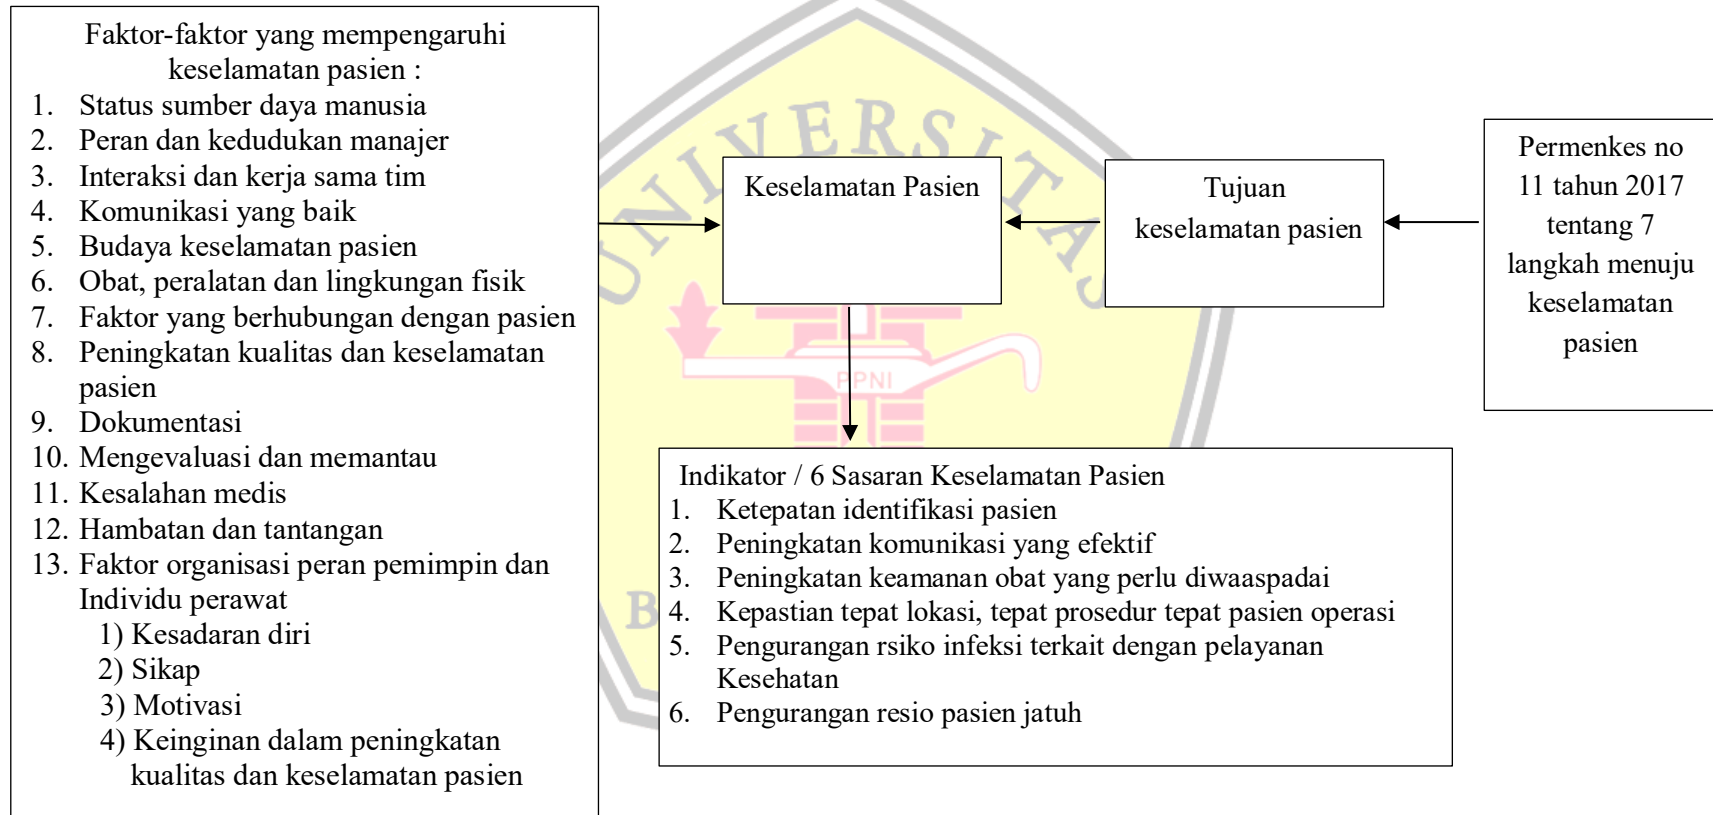 Faktor-faktor yang mempengaruhi
keselamatan pasien :
1. Status sumber daya manusia
2. Peran dan kedudukan manajer
3. Interaksi dan kerja sama tim
4. Komunikasi yang baik
5. Budaya keselamatan pasien
6. Obat, peralatan dan lingkungan fisik
7. Faktor yang berhubungan dengan pasien
8. Peningkatan kualitas dan keselamatan
pasien
9. Dokumentasi
10. Mengevaluasi dan memantau
11. Kesalahan medis
12. Hambatan dan tantangan
13. Faktor organisasi peran pemimpin dan
Individu perawat
1) Kesadaran diri
2) Sikap
3) Motivasi
4) Keinginan dalam peningkatan
kualitas dan keselamatan pasien
UNIVERSITAS
Keselamatan Pasien
Tujuan
keselamatan pasien
Permenkes no
11 tahun 2017
tentang 7
langkah menuju
keselamatan
pasien
PPNI
Indikator / 6 Sasaran Keselamatan Pasien
1. Ketepatan identifikasi pasien
2. Peningkatan komunikasi yang efektif
3. Peningkatan keamanan obat yang perlu diwaaspadai
4. Kepastian tepat lokasi, tepat prosedur tepat pasien operasi
5. Pengurangan rsiko infeksi terkait dengan pelayanan
Kesehatan
6. Pengurangan resio pasien jatuh